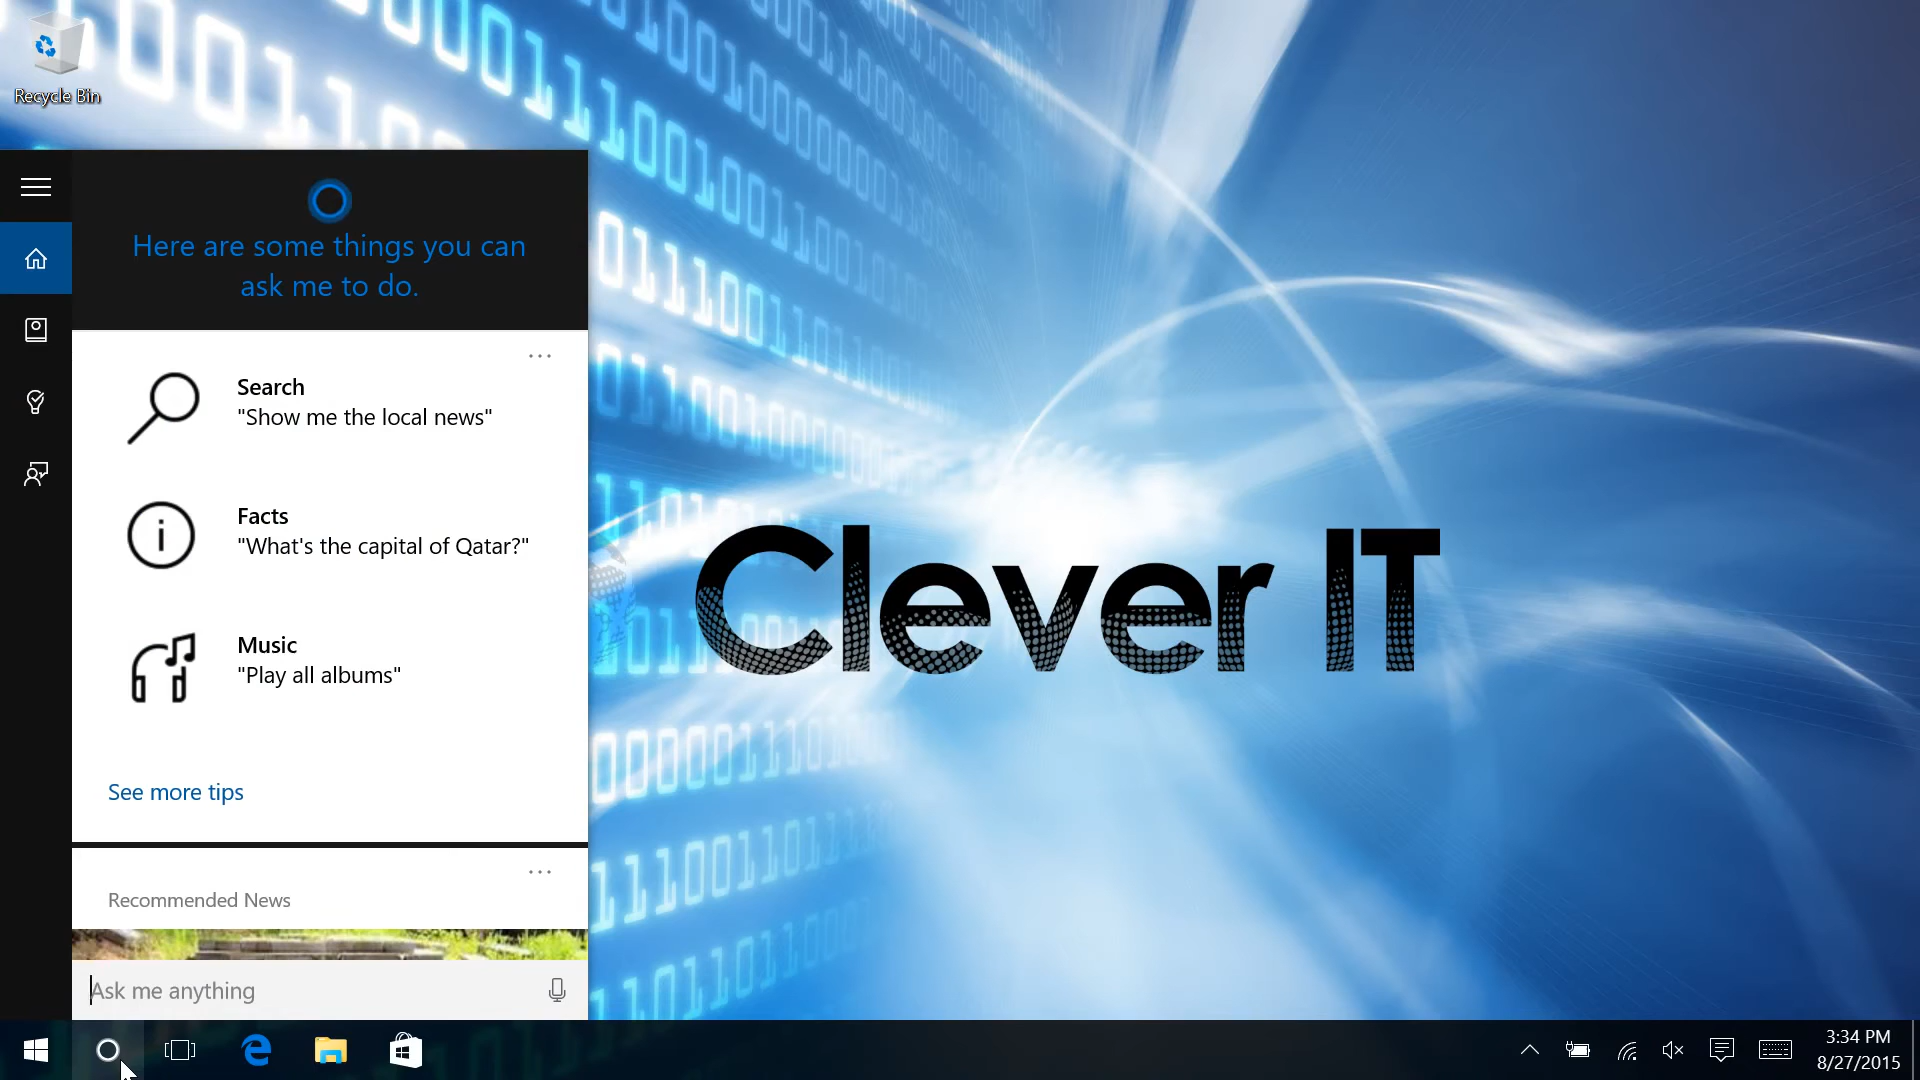 Recycle Bin
Here are some things you can
ask me to do.
Search
"Show me the local news"
Facts
"What's the capital of Qatar?"
Music
"Play all albums"
See more tips
Recommended News
Ask me anything
Clever IT
3:34 PM
8/27/2015